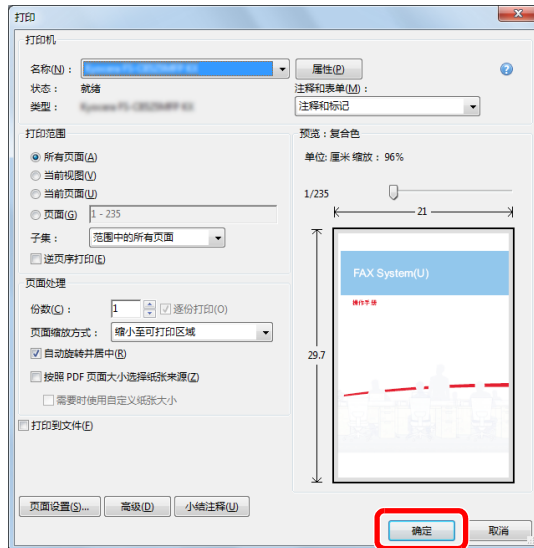 打印
打印机
名称(N)：
属性(P)
状态： 就绪
注释和表单(M)：
类型：
注释和标记
打印范围
所有页面(A)
当前视图(V)
当前页面(U)
页面(G) 1 - 235
子集： 范围中的所有页面
逆页序打印(E)
页面处理
份数(C)： 1 逐份打印(O)
页面缩放方式： 缩小至可打印区域
自动旋转并居中(R)
按照 PDF 页面大小选择纸张来源(Z)
需要时使用自定义纸张大小
打印到文件(F)
预览：复合色
单位: 厘米 缩放： 96%
1/235
21
29.7
FAX System(U)
操作手册
页面设置(S)... 高级(D) 小结注释(U)
确定 取消